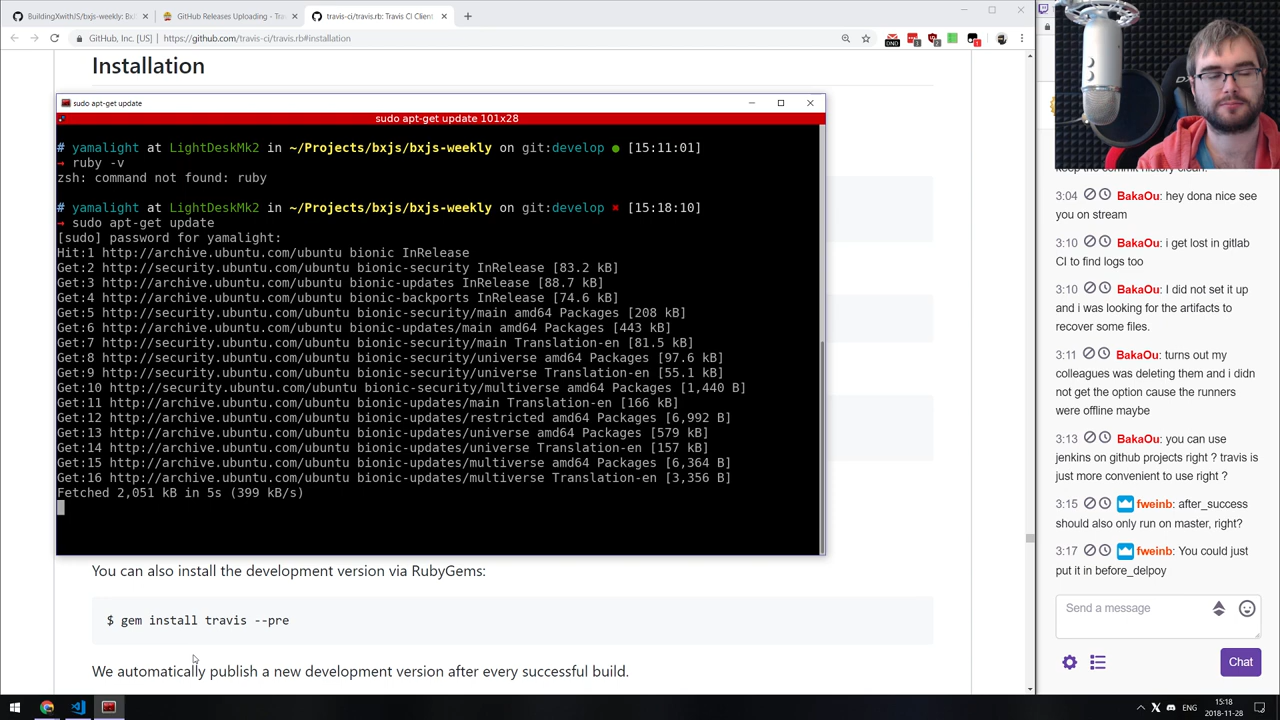 BuildingXwithJS/bxjs-weekly: BxJ
GitHub Releases Uploading - Tra
travis-ci/travis.rb: Travis CI Client
GitHub, Inc. [US] | https://github.com/travis-ci/travis.rb#installation
Installation
sudo apt-get update
sudo apt-get update 101x28
# yamalight at LightDeskMk2 in ~/Projects/bxjs/bxjs-weekly on git:develop ● [15:11:01]
→ ruby -v
zsh: command not found: ruby
# yamalight at LightDeskMk2 in ~/Projects/bxjs/bxjs-weekly on git:develop ✖ [15:18:10]
→ sudo apt-get update
[sudo] password for yamalight:
Hit:1 http://archive.ubuntu.com/ubuntu bionic InRelease
Get:2 http://security.ubuntu.com/ubuntu bionic-security InRelease [83.2 kB]
Get:3 http://archive.ubuntu.com/ubuntu bionic-updates InRelease [88.7 kB]
Get:4 http://archive.ubuntu.com/ubuntu bionic-backports InRelease [74.6 kB]
Get:5 http://security.ubuntu.com/ubuntu bionic-security/main amd64 Packages [208 kB]
Get:6 http://archive.ubuntu.com/ubuntu bionic-updates/main amd64 Packages [443 kB]
Get:7 http://security.ubuntu.com/ubuntu bionic-security/main Translation-en [81.5 kB]
Get:8 http://security.ubuntu.com/ubuntu bionic-security/universe amd64 Packages [97.6 kB]
Get:9 http://security.ubuntu.com/ubuntu bionic-security/universe Translation-en [55.1 kB]
Get:10 http://security.ubuntu.com/ubuntu bionic-security/multiverse amd64 Packages [1,440 B]
Get:11 http://archive.ubuntu.com/ubuntu bionic-updates/main Translation-en [166 kB]
Get:12 http://archive.ubuntu.com/ubuntu bionic-updates/restricted amd64 Packages [6,992 B]
Get:13 http://archive.ubuntu.com/ubuntu bionic-updates/universe amd64 Packages [579 kB]
Get:14 http://archive.ubuntu.com/ubuntu bionic-updates/universe Translation-en [157 kB]
Get:15 http://archive.ubuntu.com/ubuntu bionic-updates/multiverse amd64 Packages [6,364 B]
Get:16 http://archive.ubuntu.com/ubuntu bionic-updates/multiverse Translation-en [3,356 B]
Fetched 2,051 kB in 5s (399 kB/s)
You can also install the development version via RubyGems:
$ gem install travis --pre
We automatically publish a new development version after every successful build.
keep the commit history clean.
3:04 BakaOu: hey dona nice see
you on stream
3:10 BakaOu: i get lost in gitlab
CI to find logs too
3:10 BakaOu: I did not set it up
and i was looking for the artifacts to
recover some files.
3:11 BakaOu: turns out my
colleagues was deleting them and i didn
not get the option cause the runners
were offline maybe
3:13 BakaOu: you can use
jenkins on github projects right ? travis is
just more convenient to use right ?
3:15 fweinb: after_success
should also only run on master, right?
3:17 fweinb: You could just
put it in before_delpoy
Send a message
Chat
ENG
15:18
2018-11-28